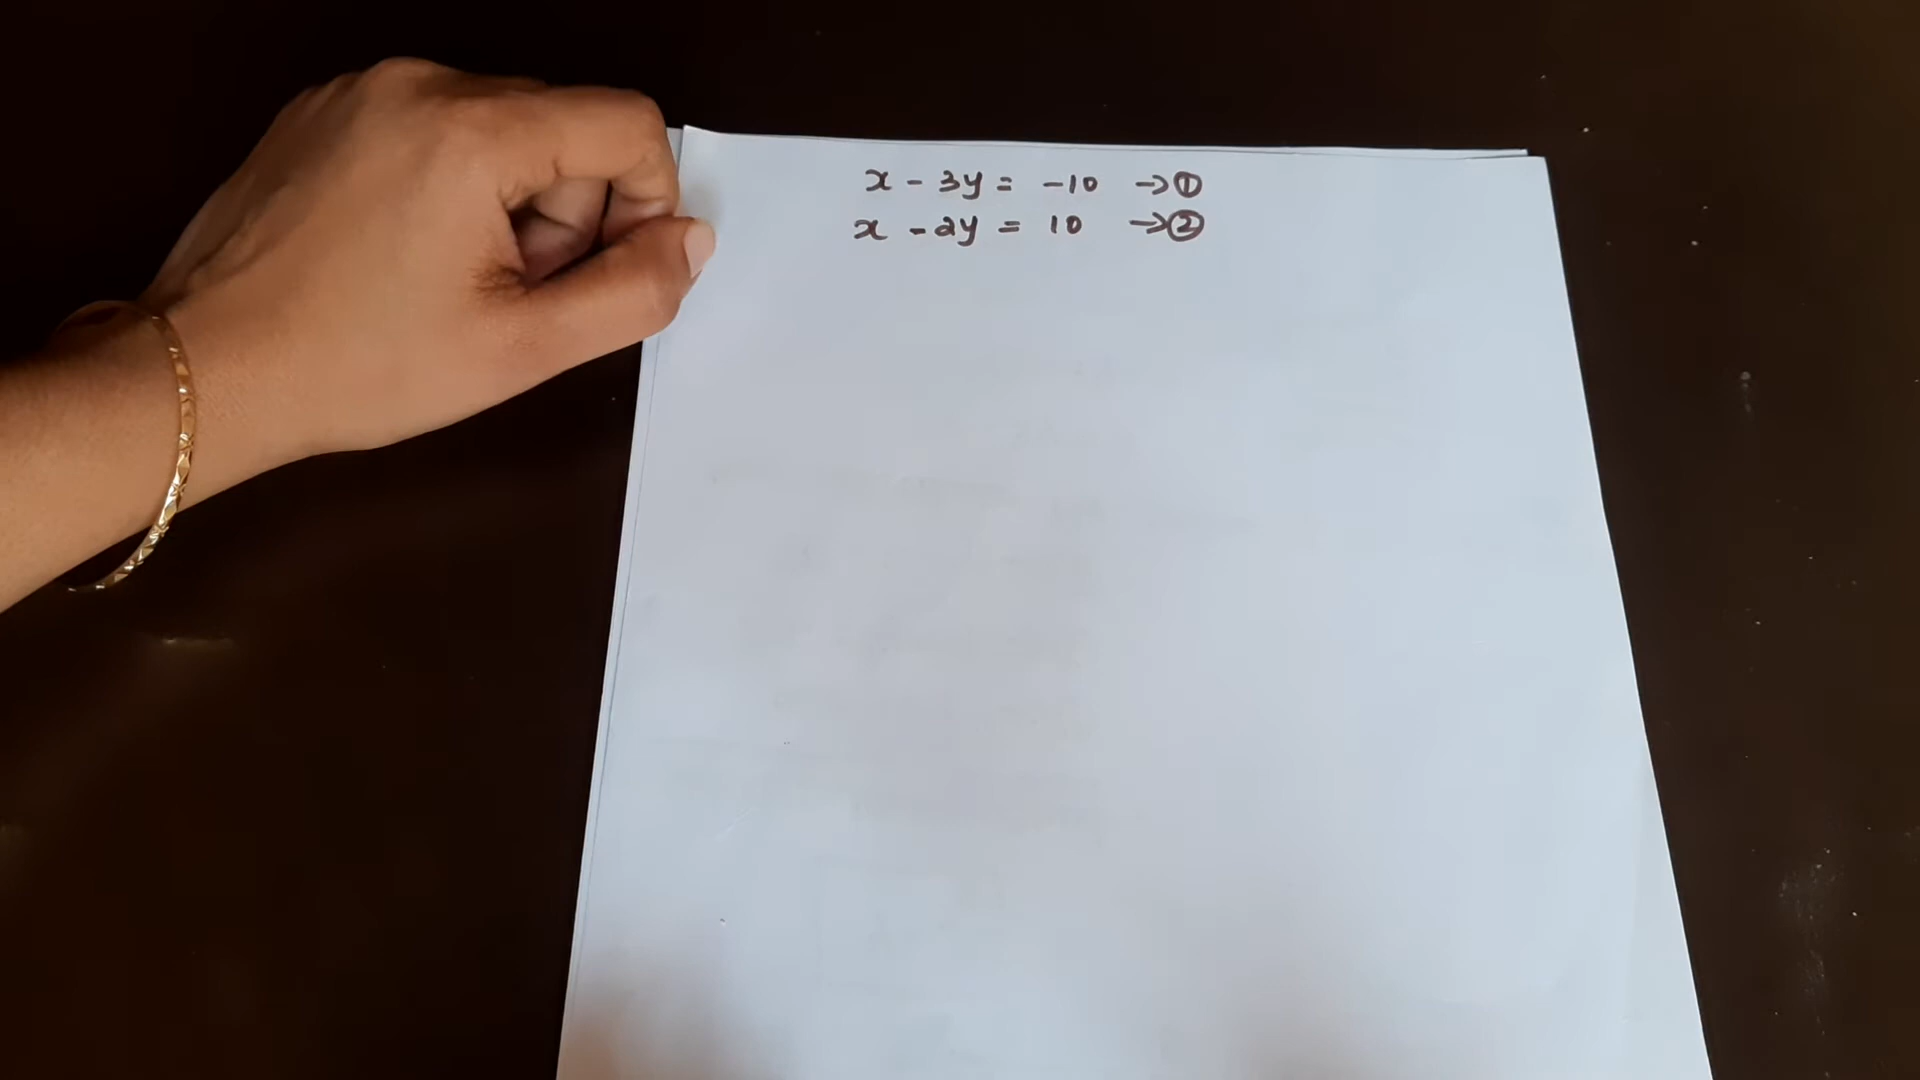 x - 3y = -10 →①
x - 2y = 10 →②